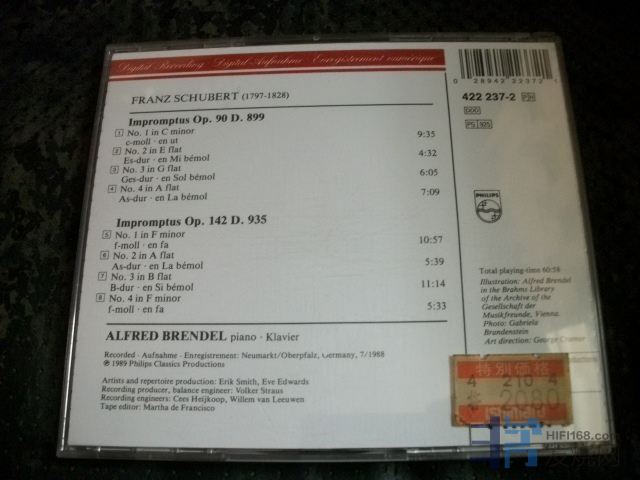 Digital Recording · Digital-Aufnahme · Enregistrement numérique
0 28942 22372
422 237-2
DDD
FRANZ SCHUBERT (1797-1828)
Impromptus Op. 90 D. 899
1 No. 1 in C minor
c-moll · en ut 9:35
2 No. 2 in E flat
Es-dur · en Mi bémol 4:32
3 No. 3 in G flat
Ges-dur · en Sol bémol 6:05
4 No. 4 in A flat
As-dur · en La bémol 7:09
PHILIPS
Impromptus Op. 142 D. 935
5 No. 1 in F minor
f-moll · en fa 10:57
6 No. 2 in A flat
As-dur · en La bémol 5:39
7 No. 3 in B flat
B-dur · en Si bémol 11:14
8 No. 4 in F minor
f-moll · en fa 5:33
Total playing-time 60:58
Illustration: Alfred Brendel
in the Brahms Library
of the Archive of the
Gesellschaft der
Musikfreunde, Vienna.
Photo: Gabriela
Brandenstein
Art direction: George Cramer
ALFRED BRENDEL piano · Klavier
Recorded · Aufnahme · Enregistrement: Neumarkt/Oberpfalz, Germany, 7/1988
℗ 1989 Philips Classics Productions
Artists and repertoire production: Erik Smith, Eve Edwards
Recording producer, balance engineer: Volker Straus
Recording engineers: Cees Heijkoop, Willem van Leeuwen
Tape editor: Martha de Francisco
特別価格
4 210 4
2080
HIFI168.com